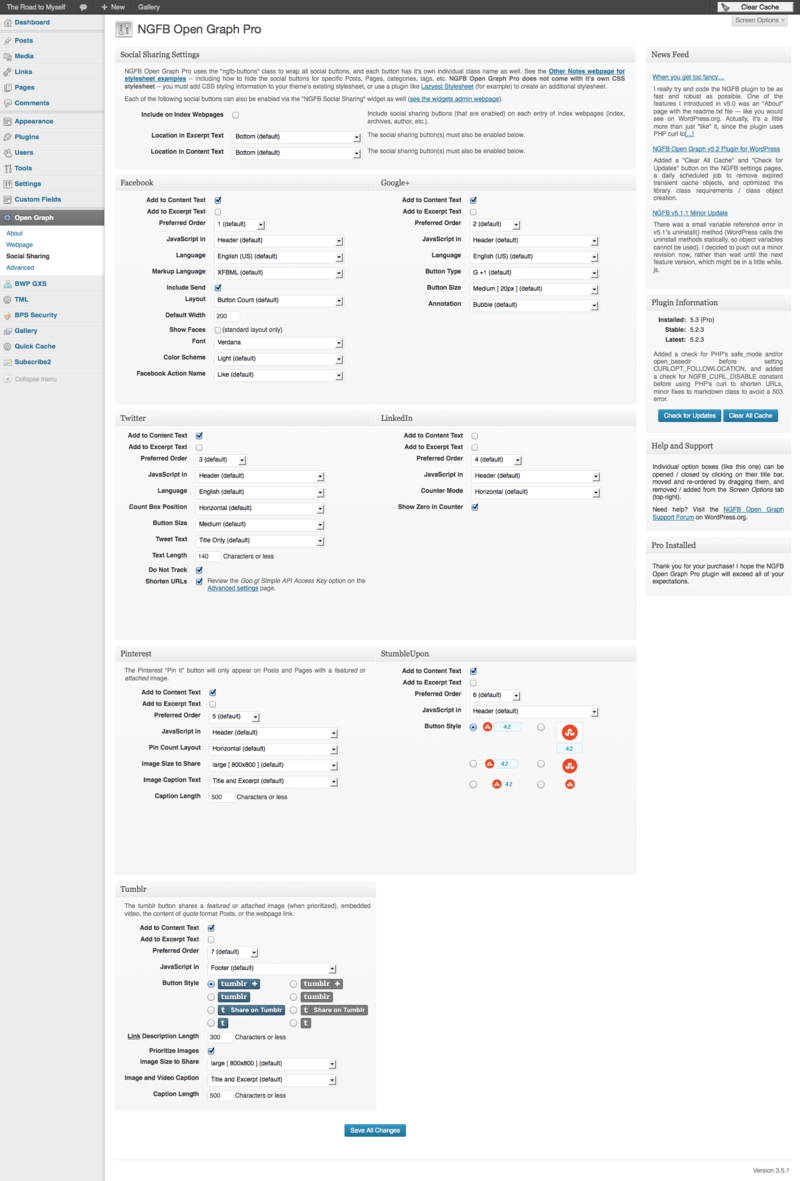 The Road to Myself
+ New
Gallery
Clear Cache
Screen Options
Dashboard
Posts
Media
Links
Pages
Comments
Appearance
Plugins
Users
Tools
Settings
Custom Fields
Open Graph
About
Webpage
Social Sharing
Advanced
BWP GXS
TML
BPS Security
Gallery
Quick Cache
Subscribe2
Collapse menu
NGFB Open Graph Pro
Social Sharing Settings
NGFB Open Graph Pro uses the "ngfb-buttons" class to wrap all social buttons, and each button has it's own individual class name as well. See the Other Notes webpage for
stylesheet examples -- including how to hide the social buttons for specific Posts, Pages, categories, tags, etc. NGFB Open Graph Pro does not come with it's own CSS
stylesheet -- you must add CSS styling information to your theme's existing stylesheet, or use a plugin like Lazyest Stylesheet (for example) to create an additional stylesheet.
Each of the following social buttons can also be enabled via the "NGFB Social Sharing" widget as well (see the widgets admin webpage).
Include on Index Webpages
Include social sharing buttons (that are enabled) on each entry of index webpages (index,
archives, author, etc.).
Location in Excerpt Text Bottom (default) The social sharing button(s) must also be enabled below.
Location in Content Text Bottom (default) The social sharing button(s) must also be enabled below.
Facebook
Add to Content Text
Add to Excerpt Text
Preferred Order 1 (default)
JavaScript in Header (default)
Language English (US) (default)
Markup Language XFBML (default)
Include Send
Layout Button Count (default)
Default Width 200
Show Faces (standard layout only)
Font Verdana
Color Scheme Light (default)
Facebook Action Name Like (default)
Google+
Add to Content Text
Add to Excerpt Text
Preferred Order 2 (default)
JavaScript in Header (default)
Language English (US) (default)
Button Type G +1 (default)
Button Size Medium [ 20px ] (default)
Annotation Bubble (default)
Twitter
Add to Content Text
Add to Excerpt Text
Preferred Order 3 (default)
JavaScript in Header (default)
Language English (default)
Count Box Position Horizontal (default)
Button Size Medium (default)
Tweet Text Title Only (default)
Text Length 140 Characters or less
Do Not Track
Shorten URLs Review the Goo.gl Simple API Access Key option on the
Advanced settings page.
LinkedIn
Add to Content Text
Add to Excerpt Text
Preferred Order 4 (default)
JavaScript in Header (default)
Counter Mode Horizontal (default)
Show Zero in Counter
Pinterest
The Pinterest "Pin It" button will only appear on Posts and Pages with a featured or
attached image.
Add to Content Text
Add to Excerpt Text
Preferred Order 5 (default)
JavaScript in Header (default)
Pin Count Layout Horizontal (default)
Image Size to Share large [ 800x800 ] (default)
Image Caption Text Title and Excerpt (default)
Caption Length 500 Characters or less
StumbleUpon
Add to Content Text
Add to Excerpt Text
Preferred Order 6 (default)
JavaScript in Header (default)
Button Style 42
42
42
42
Tumblr
The tumblr button shares a featured or attached image (when prioritized), embedded
video, the content of quote format Posts, or the webpage link.
Add to Content Text
Add to Excerpt Text
Preferred Order 7 (default)
JavaScript in Footer (default)
Button Style tumblr + tumblr +
tumblr tumblr
t Share on Tumblr t Share on Tumblr
t t
Link Description Length 300 Characters or less
Prioritize Images
Image Size to Share large [ 800x800 ] (default)
Image and Video Caption Title and Excerpt (default)
Caption Length 500 Characters or less
Save All Changes
News Feed
When you get too fancy…
I really try and code the NGFB plugin to be as
fast and robust as possible. One of the
features I introduced in v5.0 was an "About"
page with the readme.txt file — like you would
see on WordPress.org. Actually, it's a little
more than just "like" it, since the plugin uses
PHP curl to[...]
NGFB Open Graph v5.2 Plugin for WordPress
Added a "Clear All Cache" and "Check for
Updates" button on the NGFB settings pages,
a daily scheduled job to remove expired
transient cache objects, and optimized the
library class requirements / class object
creation.
NGFB v5.1.1 Minor Update
There was a small variable reference error in
v5.1's uninstall() method (WordPress calls the
uninstall methods statically, so object variables
cannot be used). I decided to push out a minor
revision now, rather than wait until the next
feature version, which might be in a little while.
js.
Plugin Information
Installed: 5.3 (Pro)
Stable: 5.2.3
Latest: 5.2.3
Added a check for PHP's safe_mode and/or
open_basedir before setting
CURLOPT_FOLLOWLOCATION, and added
a check for NGFB_CURL_DISABLE constant
before using PHP's curl to shorten URLs,
minor fixes to markdown class to avoid a 503
error.
Check for Updates Clear All Cache
Help and Support
Individual option boxes (like this one) can be
opened / closed by clicking on their title bar,
moved and re-ordered by dragging them, and
removed / added from the Screen Options tab
(top-right).
Need help? Visit the NGFB Open Graph
Support Forum on WordPress.org.
Pro Installed
Thank you for your purchase! I hope the NGFB
Open Graph Pro plugin will exceed all of your
expectations.
Version 3.5.1